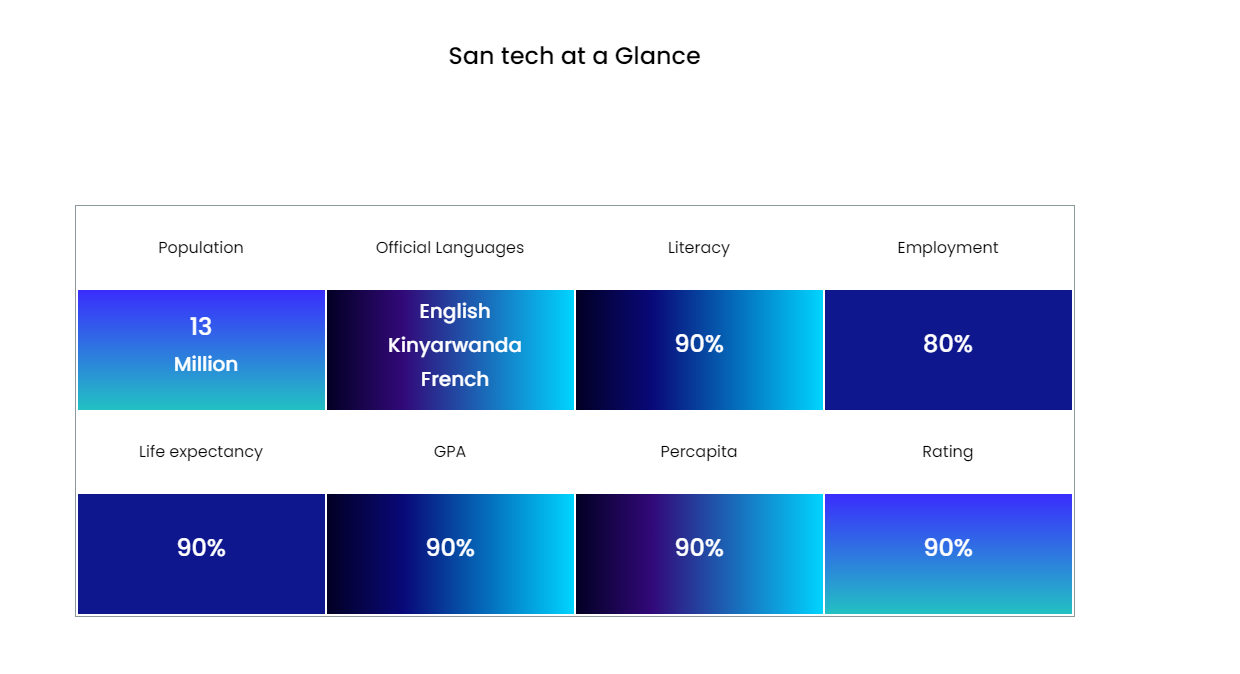 San tech at a Glance
Population
Official Languages
Literacy
Employment
13
Million
English
Kinyarwanda
French
90%
80%
Life expectancy
GPA
Percapita
Rating
90%
90%
90%
90%